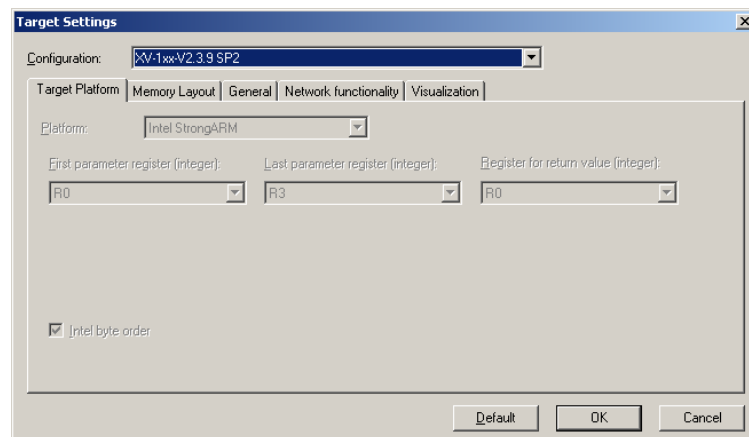 Target Settings
Configuration: XV-1xx-V2.3.9 SP2
Target Platform Memory Layout General Network functionality Visualization
Platform: Intel StrongARM
First parameter register (integer): Last parameter register (integer): Register for return value (integer):
R0 R3 R0
Intel byte order
Default OK Cancel